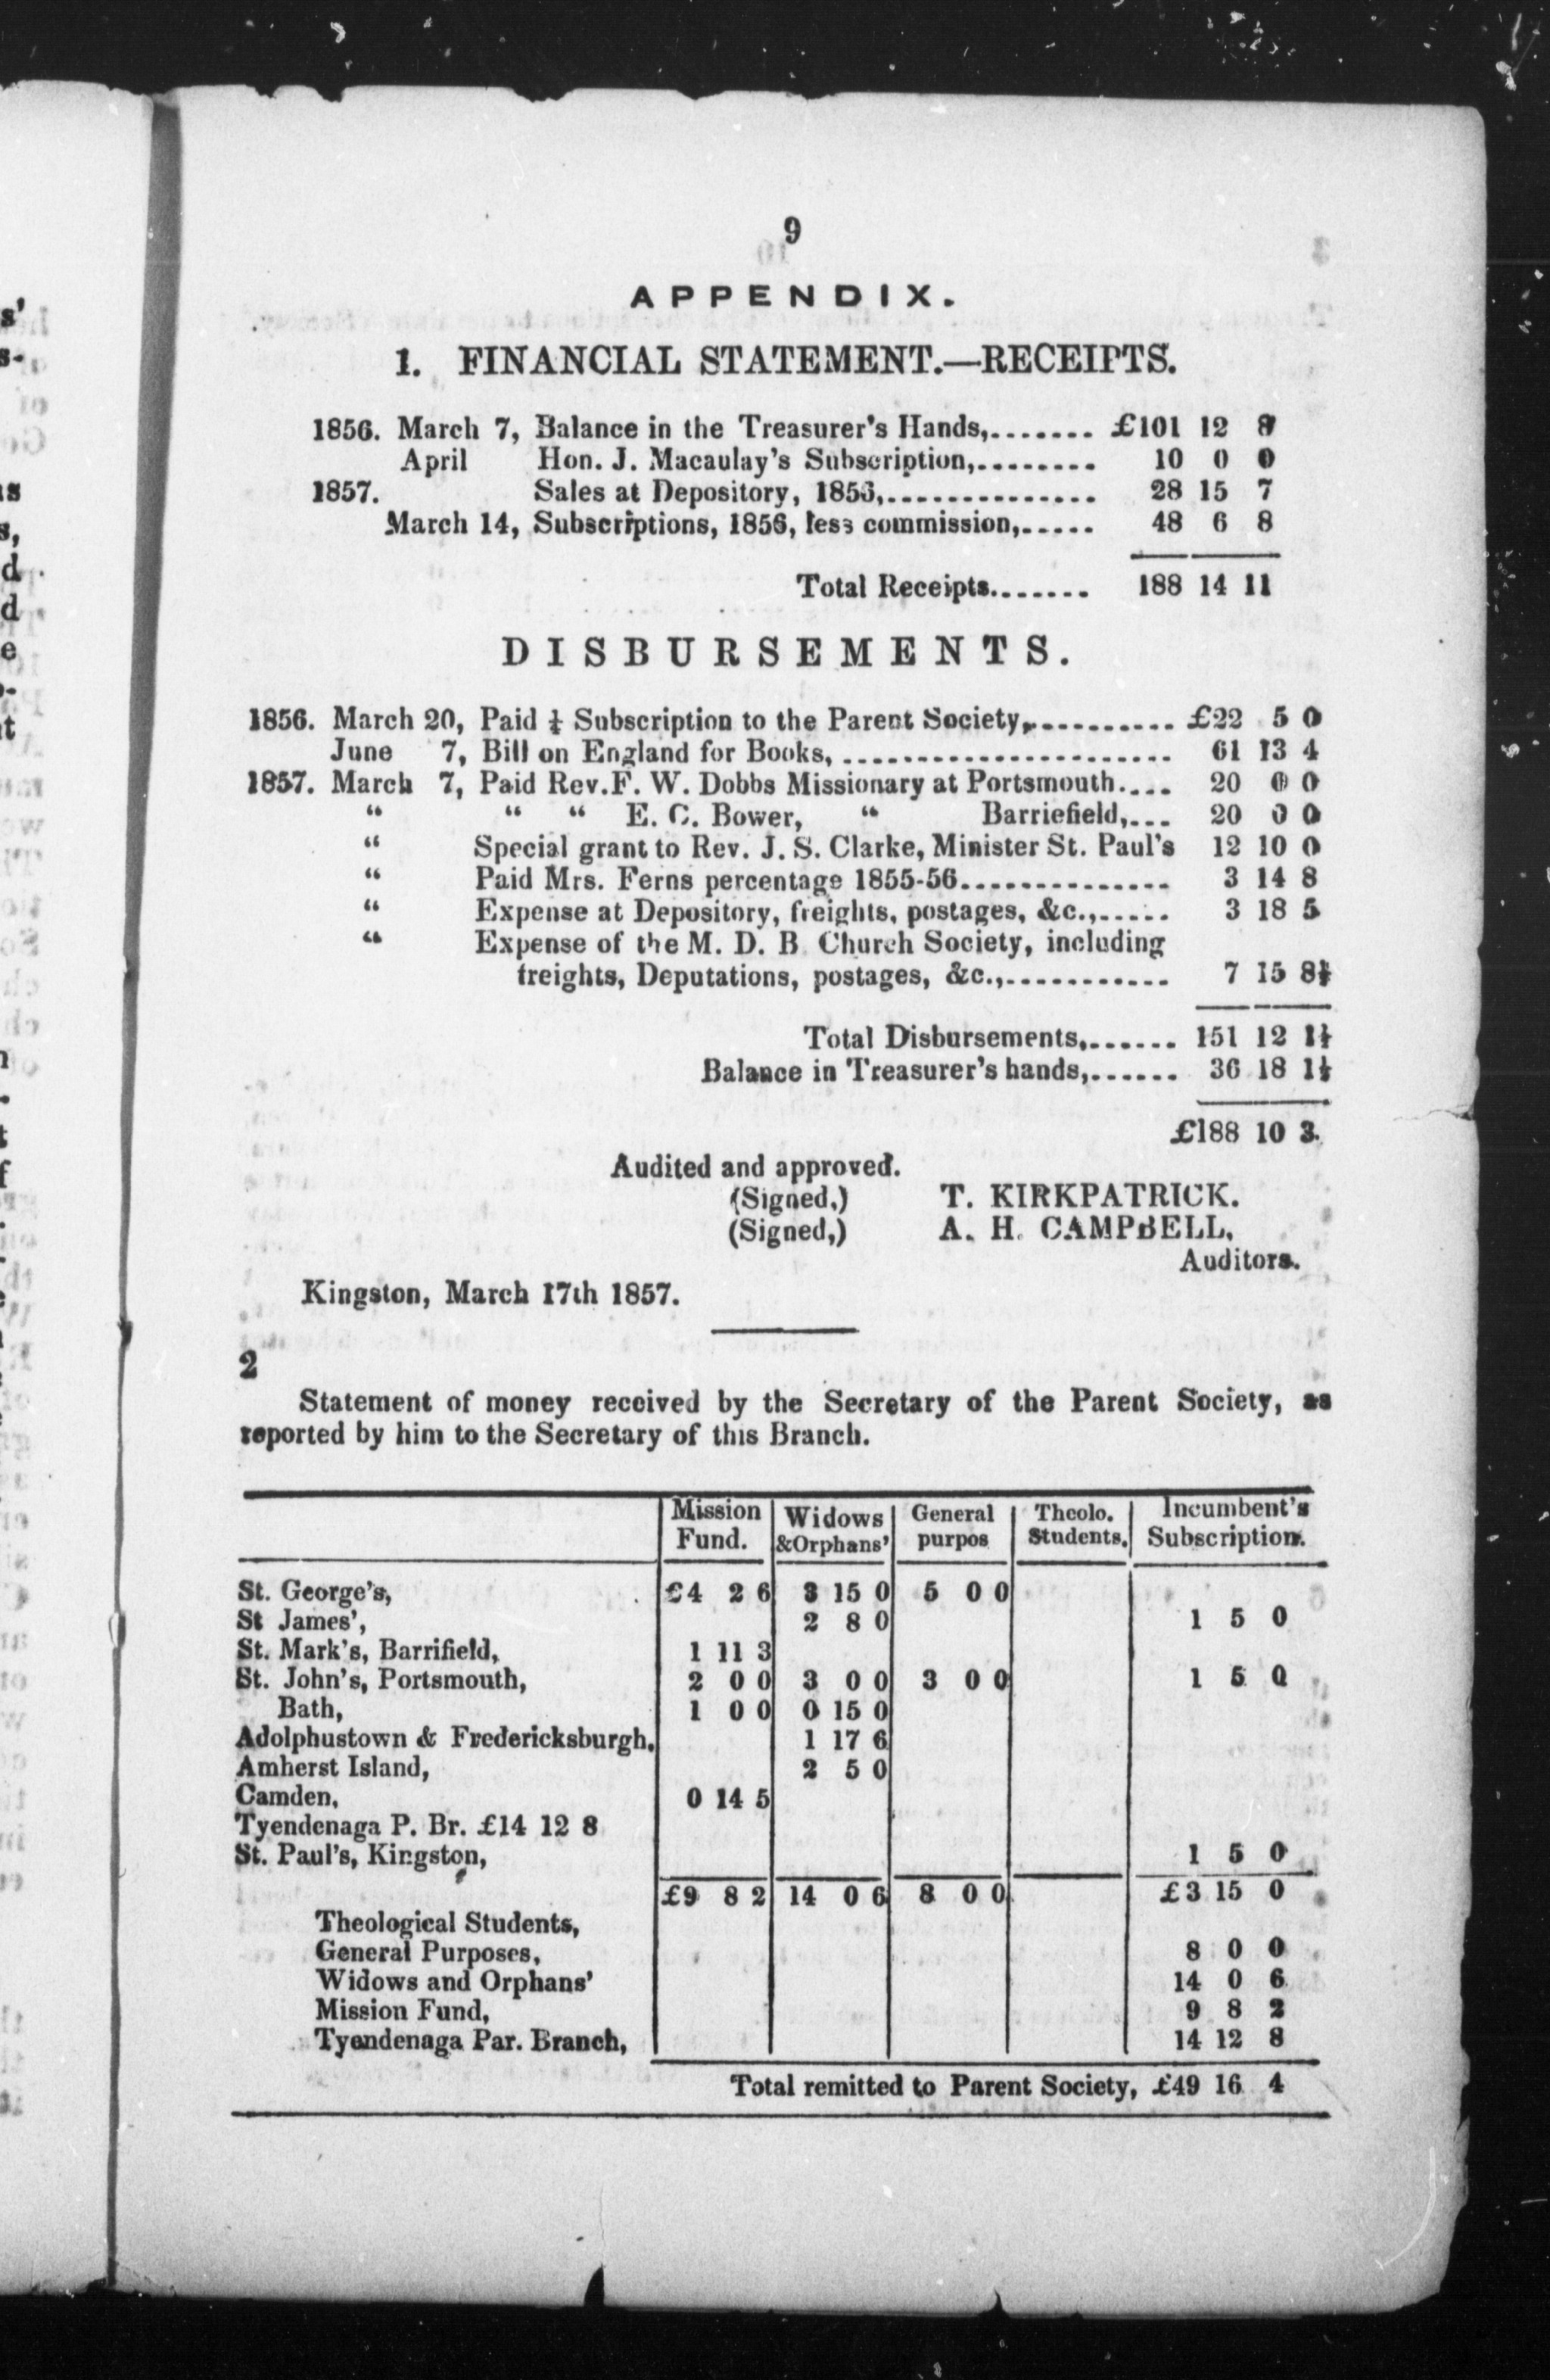 9
APPENDIX.
1. FINANCIAL STATEMENT.—RECEIPTS.
1856. March 7, Balance in the Treasurer's Hands,....... £101 12 8
April Hon. J. Macaulay's Subscription,........ 10 0 0
1857. Sales at Depository, 1856,.............. 28 15 7
March 14, Subscriptions, 1856, less commission,..... 48 6 8
Total Receipts....... 188 14 11
DISBURSEMENTS.
1856. March 20, Paid ¼ Subscription to the Parent Society,.......... £22 5 0
June 7, Bill on England for Books, ...................... 61 13 4
1857. March 7, Paid Rev. F. W. Dobbs Missionary at Portsmouth.... 20 0 0
“ “ “ E. C. Bower, “ Barriefield,... 20 0 0
“ Special grant to Rev. J. S. Clarke, Minister St. Paul's 12 10 0
“ Paid Mrs. Ferns percentage 1855-56.............. 3 14 8
“ Expense at Depository, freights, postages, &c.,..... 3 18 5
“ Expense of the M. D. B Church Society, including
freights, Deputations, postages, &c.,............ 7 15 8½
Total Disbursements,...... 151 12 1½
Balance in Treasurer's hands,...... 36 18 1½
£188 10 3.
Audited and approved.
(Signed,) T. KIRKPATRICK.
(Signed,) A. H. CAMPBELL,
Auditors.
Kingston, March 17th 1857.
2
Statement of money received by the Secretary of the Parent Society, as
reported by him to the Secretary of this Branch.
Mission Widows General Theolo. Incumbent's
Fund. &Orphans' purpos Students. Subscription.
St. George's, £4 2 6 3 15 0 5 0 0
St James', 2 8 0 1 5 0
St. Mark's, Barrifield, 1 11 3
St. John's, Portsmouth, 2 0 0 3 0 0 3 0 0 1 5 0
Bath, 1 0 0 0 15 0
Adolphustown & Fredericksburgh. 1 17 6
Amherst Island, 2 5 0
Camden, 0 14 5
Tyendenaga P. Br. £14 12 8
St. Paul's, Kingston, 1 5 0
£9 8 2 14 0 6 8 0 0 £3 15 0
Theological Students,
General Purposes, 8 0 0
Widows and Orphans' 14 0 6
Mission Fund, 9 8 2
Tyendenaga Par. Branch, 14 12 8
Total remitted to Parent Society, £49 16 4